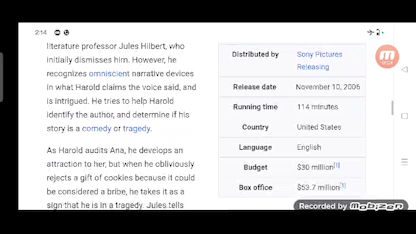 2:14
literature professor Jules Hilbert, who
initially dismisses him. However, he
recognizes omniscient narrative devices
in what Harold claims the voice said, and
is intrigued. He tries to help Harold
identify the author, and determine if his
story is a comedy or tragedy.
As Harold audits Ana, he develops an
attraction to her, but when he obliviously
rejects a gift of cookies because it could
be considered a bribe, he takes it as a
sign that he is in a tragedy. Jules tells
Distributed by Sony Pictures
Releasing
Release date November 10, 2006
Running time 114 minutes
Country United States
Language English
Budget $30 million[1]
Box office $53.7 million[1]
Recorded by Mobizen